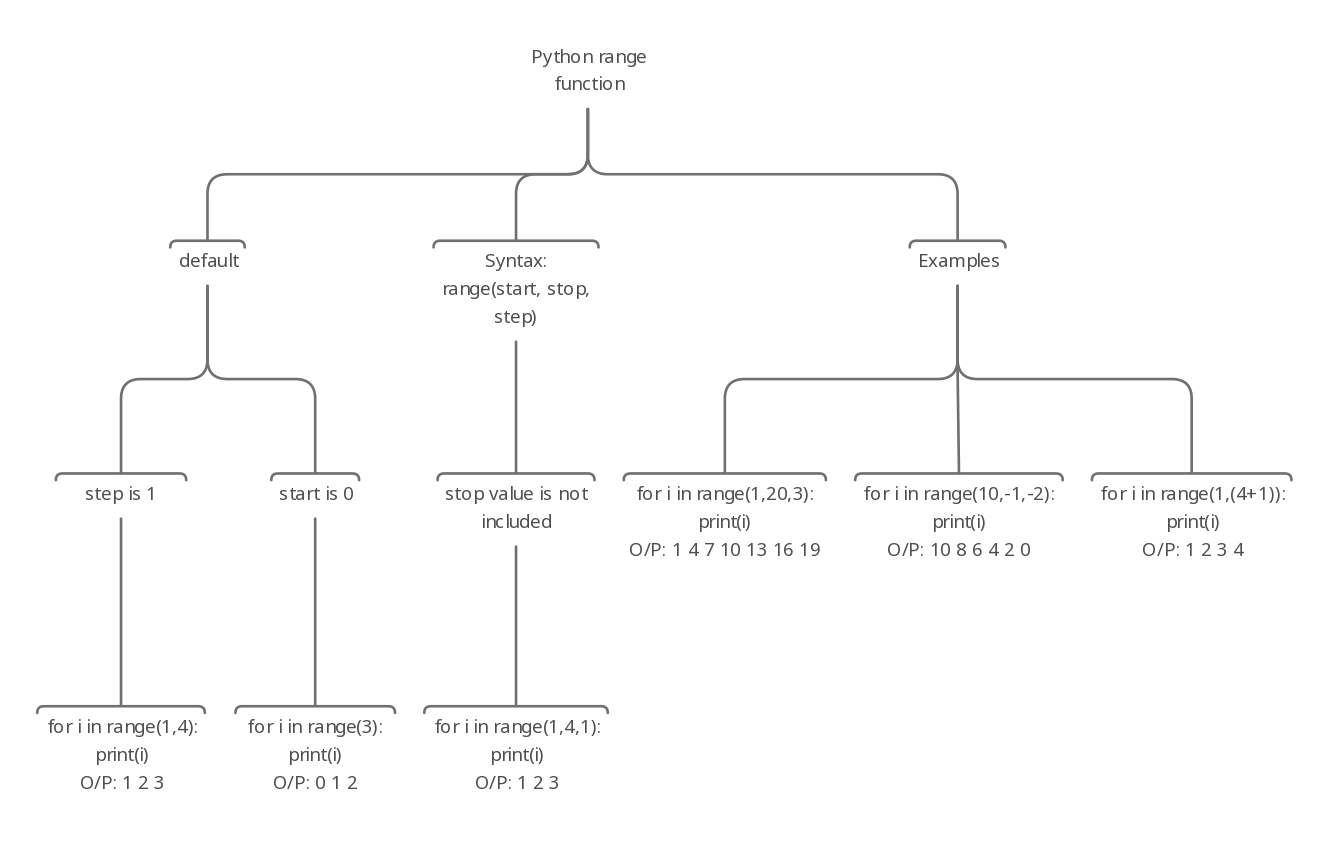 Python range
function
default
Syntax:
range(start, stop,
step)
Examples
step is 1
start is 0
stop value is not
included
for i in range(1,20,3):
print(i)
O/P: 1 4 7 10 13 16 19
for i in range(10,-1,-2):
print(i)
O/P: 10 8 6 4 2 0
for i in range(1,(4+1)):
print(i)
O/P: 1 2 3 4
for i in range(1,4):
print(i)
O/P: 1 2 3
for i in range(3):
print(i)
O/P: 0 1 2
for i in range(1,4,1):
print(i)
O/P: 1 2 3